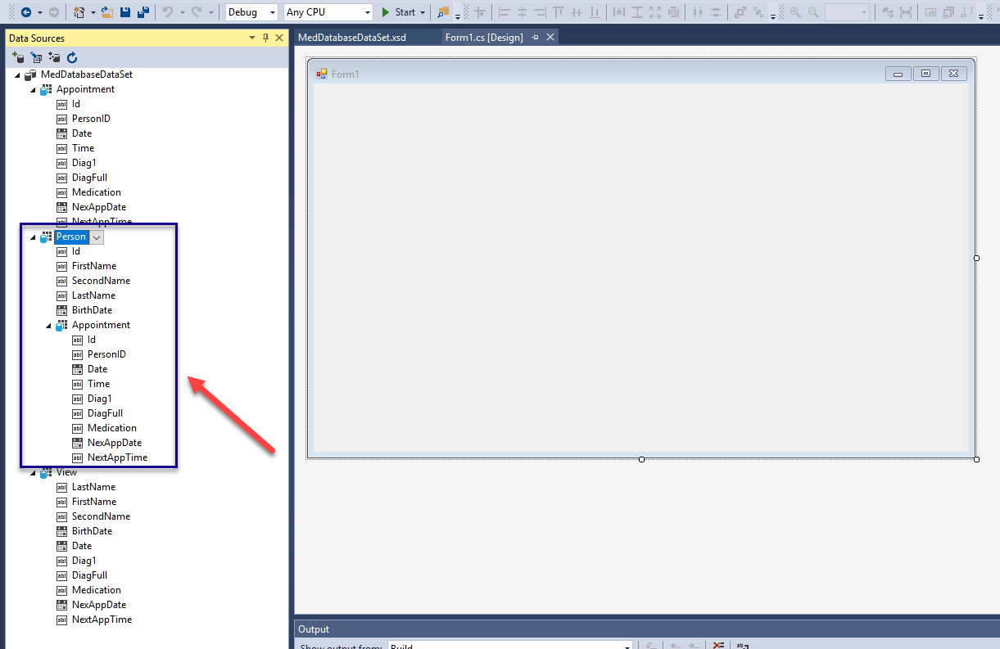 Debug
Any CPU
Start
Data Sources
MedDatabaseDataSet
Appointment
Id
PersonID
Date
Time
Diag1
DiagFull
Medication
NexAppDate
NextAppTime
Person
Id
FirstName
SecondName
LastName
BirthDate
Appointment
Id
PersonID
Date
Time
Diag1
DiagFull
Medication
NexAppDate
NextAppTime
View
LastName
FirstName
SecondName
BirthDate
Date
Diag1
DiagFull
Medication
NexAppDate
NextAppTime
MedDatabaseDataSet.xsd
Form1.cs [Design]
Form1
Output
Show output from: Build